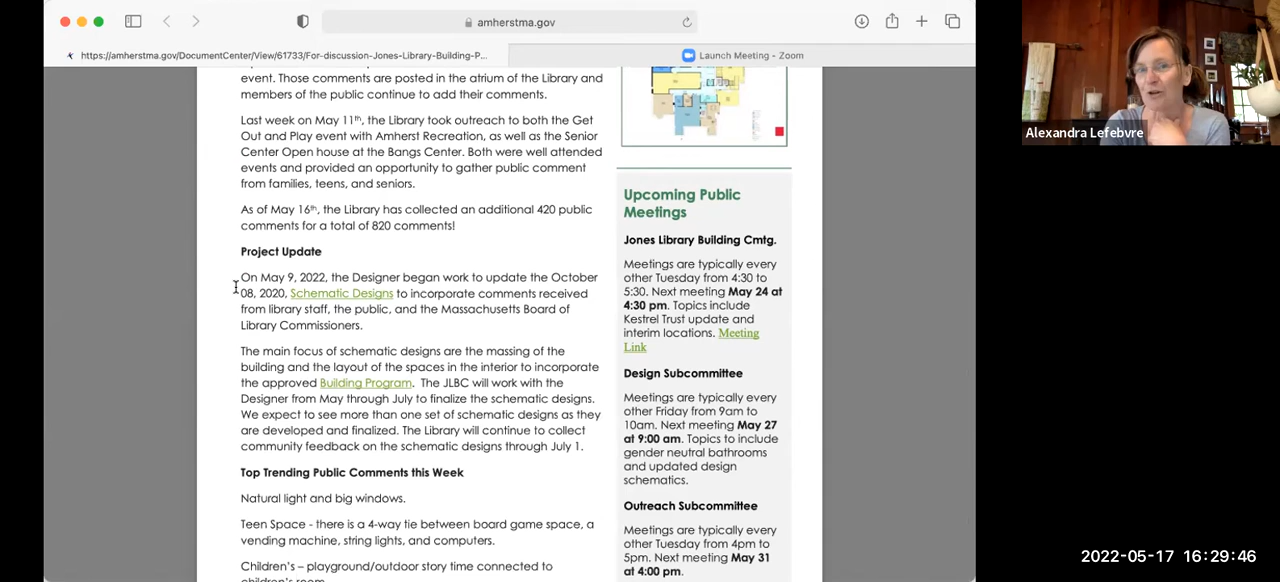 amherstma.gov
https://amherstma.gov/DocumentCenter/View/61733/For-discussion-Jones-Library-Building-P...
Launch Meeting - Zoom
event. Those comments are posted in the atrium of the Library and
members of the public continue to add their comments.
Last week on May 11th, the Library took outreach to both the Get
Out and Play event with Amherst Recreation, as well as the Senior
Center Open house at the Bangs Center. Both were well attended
events and provided an opportunity to gather public comment
from families, teens, and seniors.
As of May 16th, the Library has collected an additional 420 public
comments for a total of 820 comments!
Project Update
On May 9, 2022, the Designer began work to update the October
08, 2020, Schematic Designs to incorporate comments received
from library staff, the public, and the Massachusetts Board of
Library Commissioners.
The main focus of schematic designs are the massing of the
building and the layout of the spaces in the interior to incorporate
the approved Building Program.  The JLBC will work with the
Designer from May through July to finalize the schematic designs.
We expect to see more than one set of schematic designs as they
are developed and finalized. The Library will continue to collect
community feedback on the schematic designs through July 1.
Top Trending Public Comments this Week
Natural light and big windows.
Teen Space - there is a 4-way tie between board game space, a
vending machine, string lights, and computers.
Children's – playground/outdoor story time connected to
children's room
Upcoming Public
Meetings
Jones Library Building Cmtg.
Meetings are typically every
other Tuesday from 4:30 to
5:30. Next meeting May 24 at
4:30 pm. Topics include
Kestrel Trust update and
interim locations. Meeting
Link
Design Subcommittee
Meetings are typically every
other Friday from 9am to
10am. Next meeting May 27
at 9:00 am. Topics to include
gender neutral bathrooms
and updated design
schematics.
Outreach Subcommittee
Meetings are typically every
other Tuesday from 4pm to
5pm. Next meeting May 31
at 4:00 pm.
Alexandra Lefebvre
2022-05-17 16:29:46